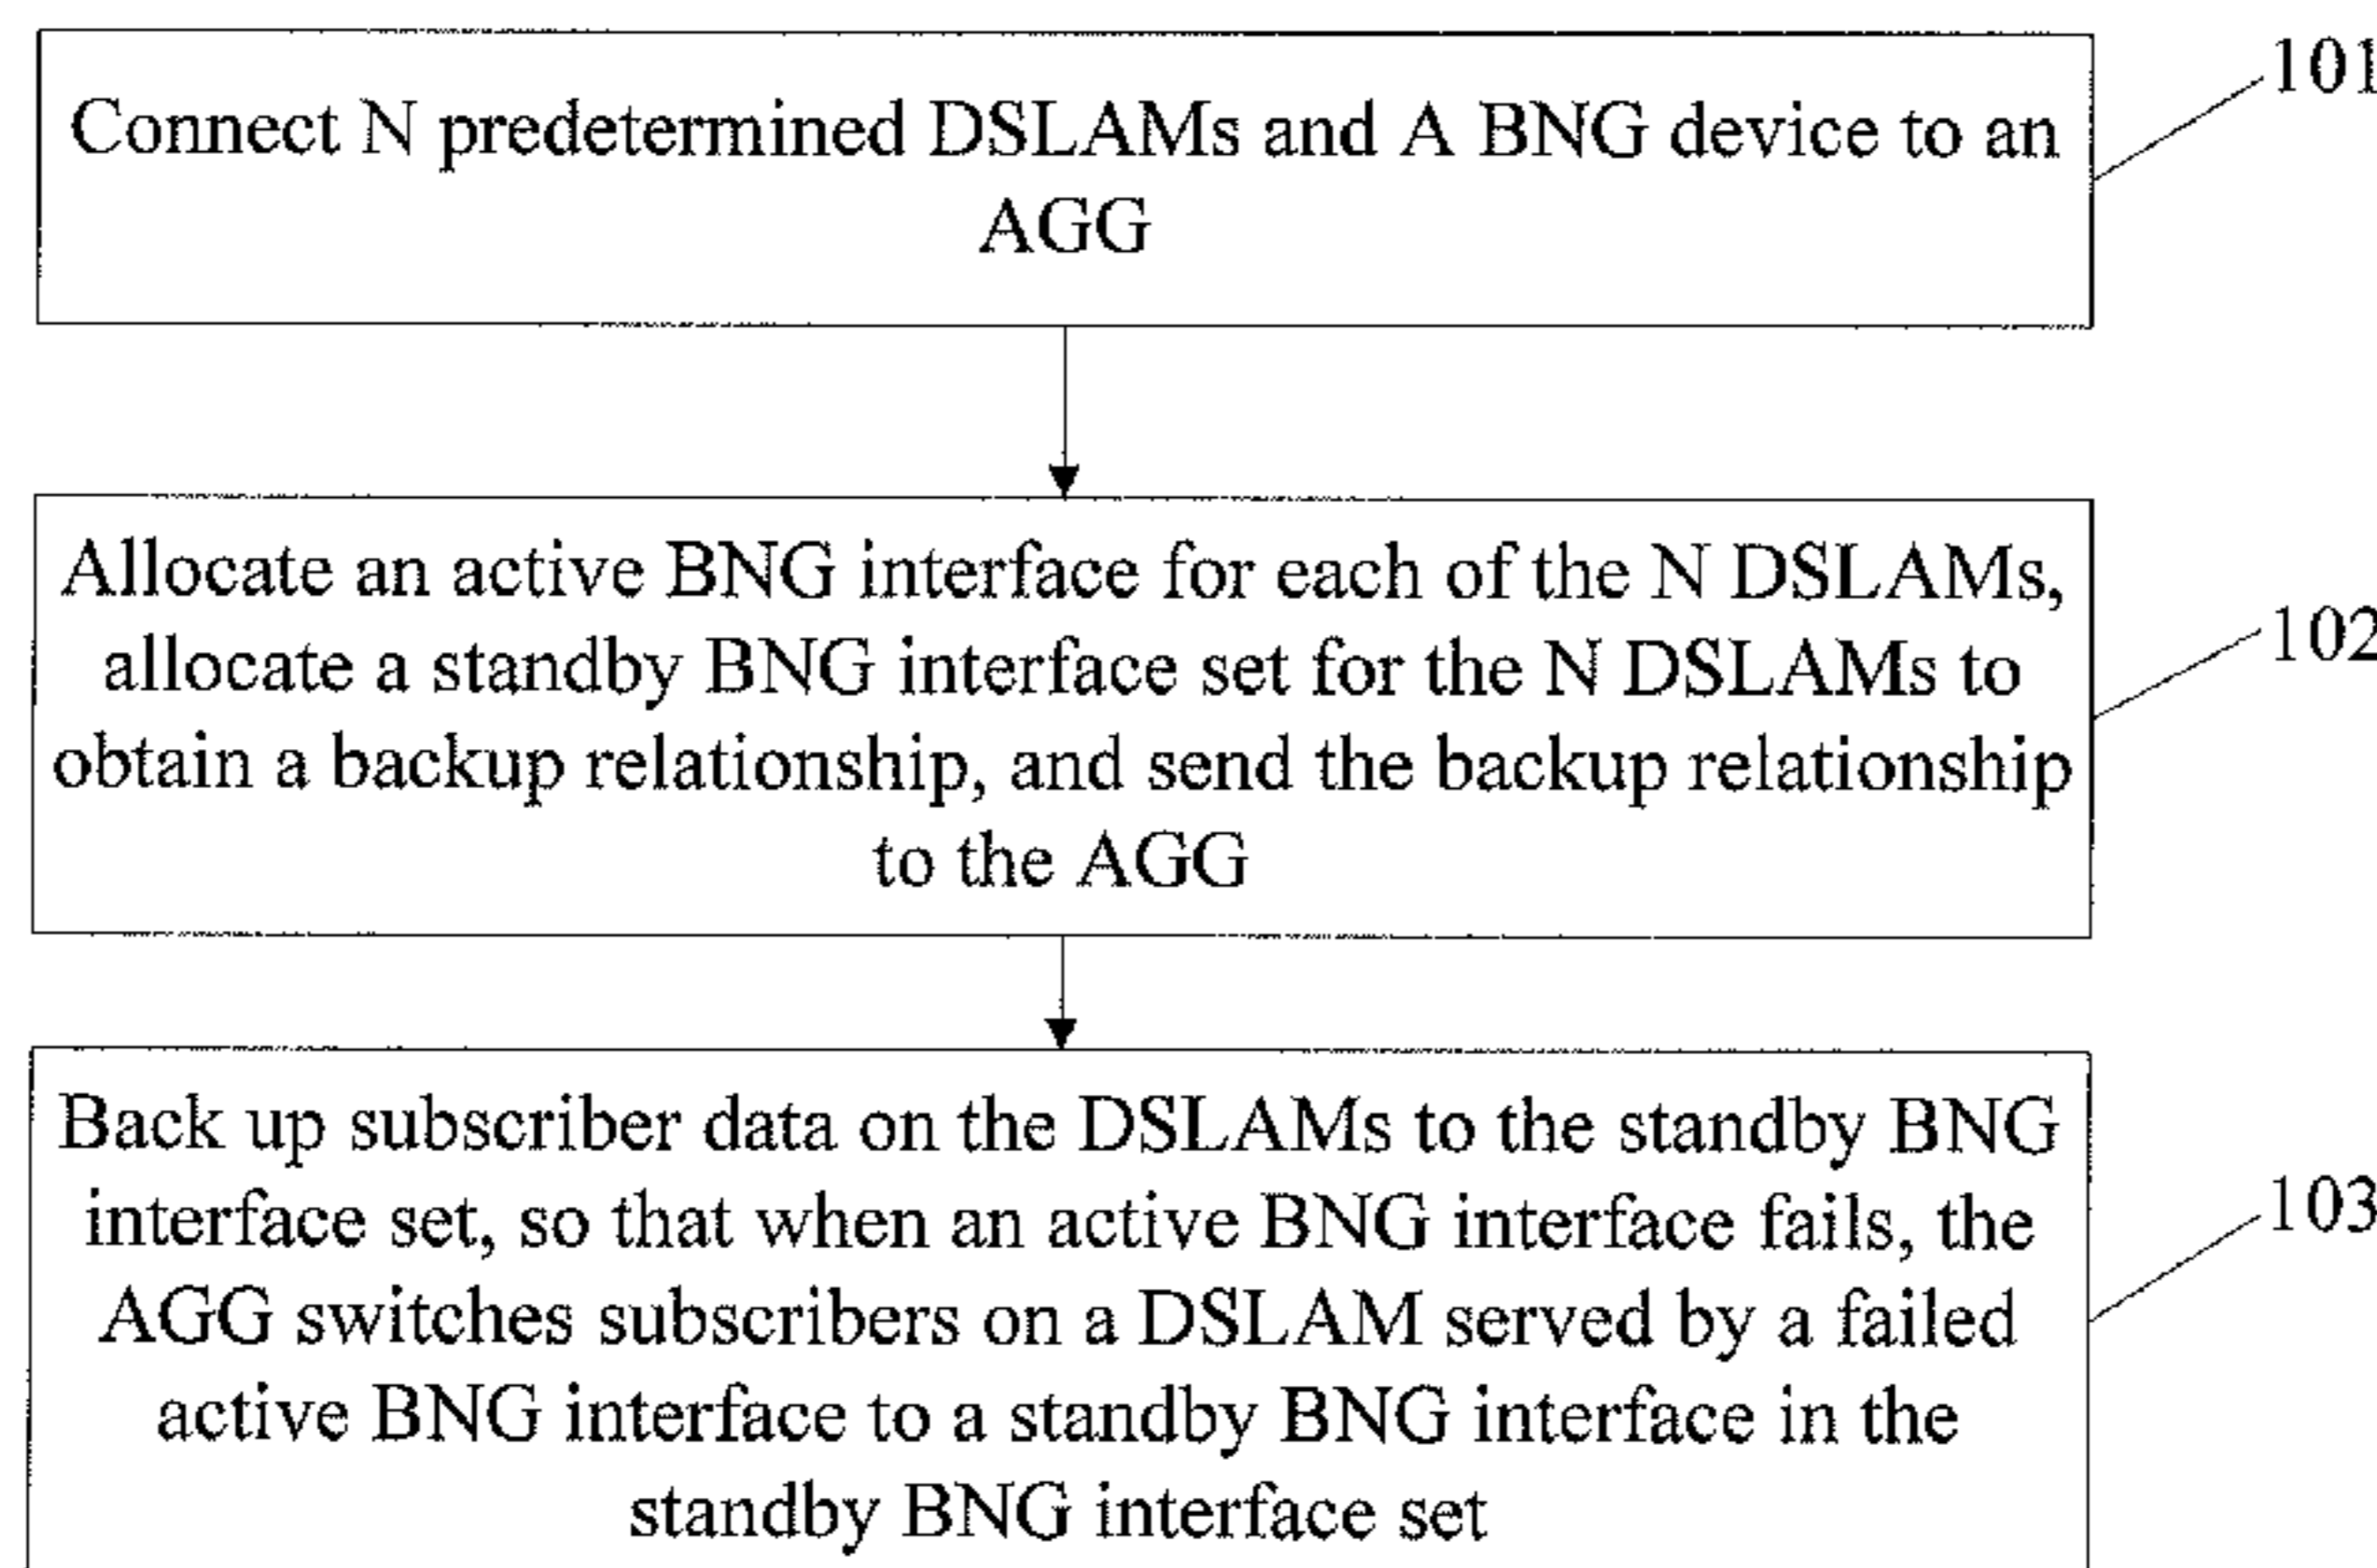 Connect N predetermined DSLAMs and A BNG device to an
AGG
101
Allocate an active BNG interface for each of the N DSLAMs,
allocate a standby BNG interface set for the N DSLAMs to
obtain a backup relationship, and send the backup relationship
to the AGG
102
Back up subscriber data on the DSLAMs to the standby BNG
interface set, so that when an active BNG interface fails, the
AGG switches subscribers on a DSLAM served by a failed
active BNG interface to a standby BNG interface in the
standby BNG interface set
103